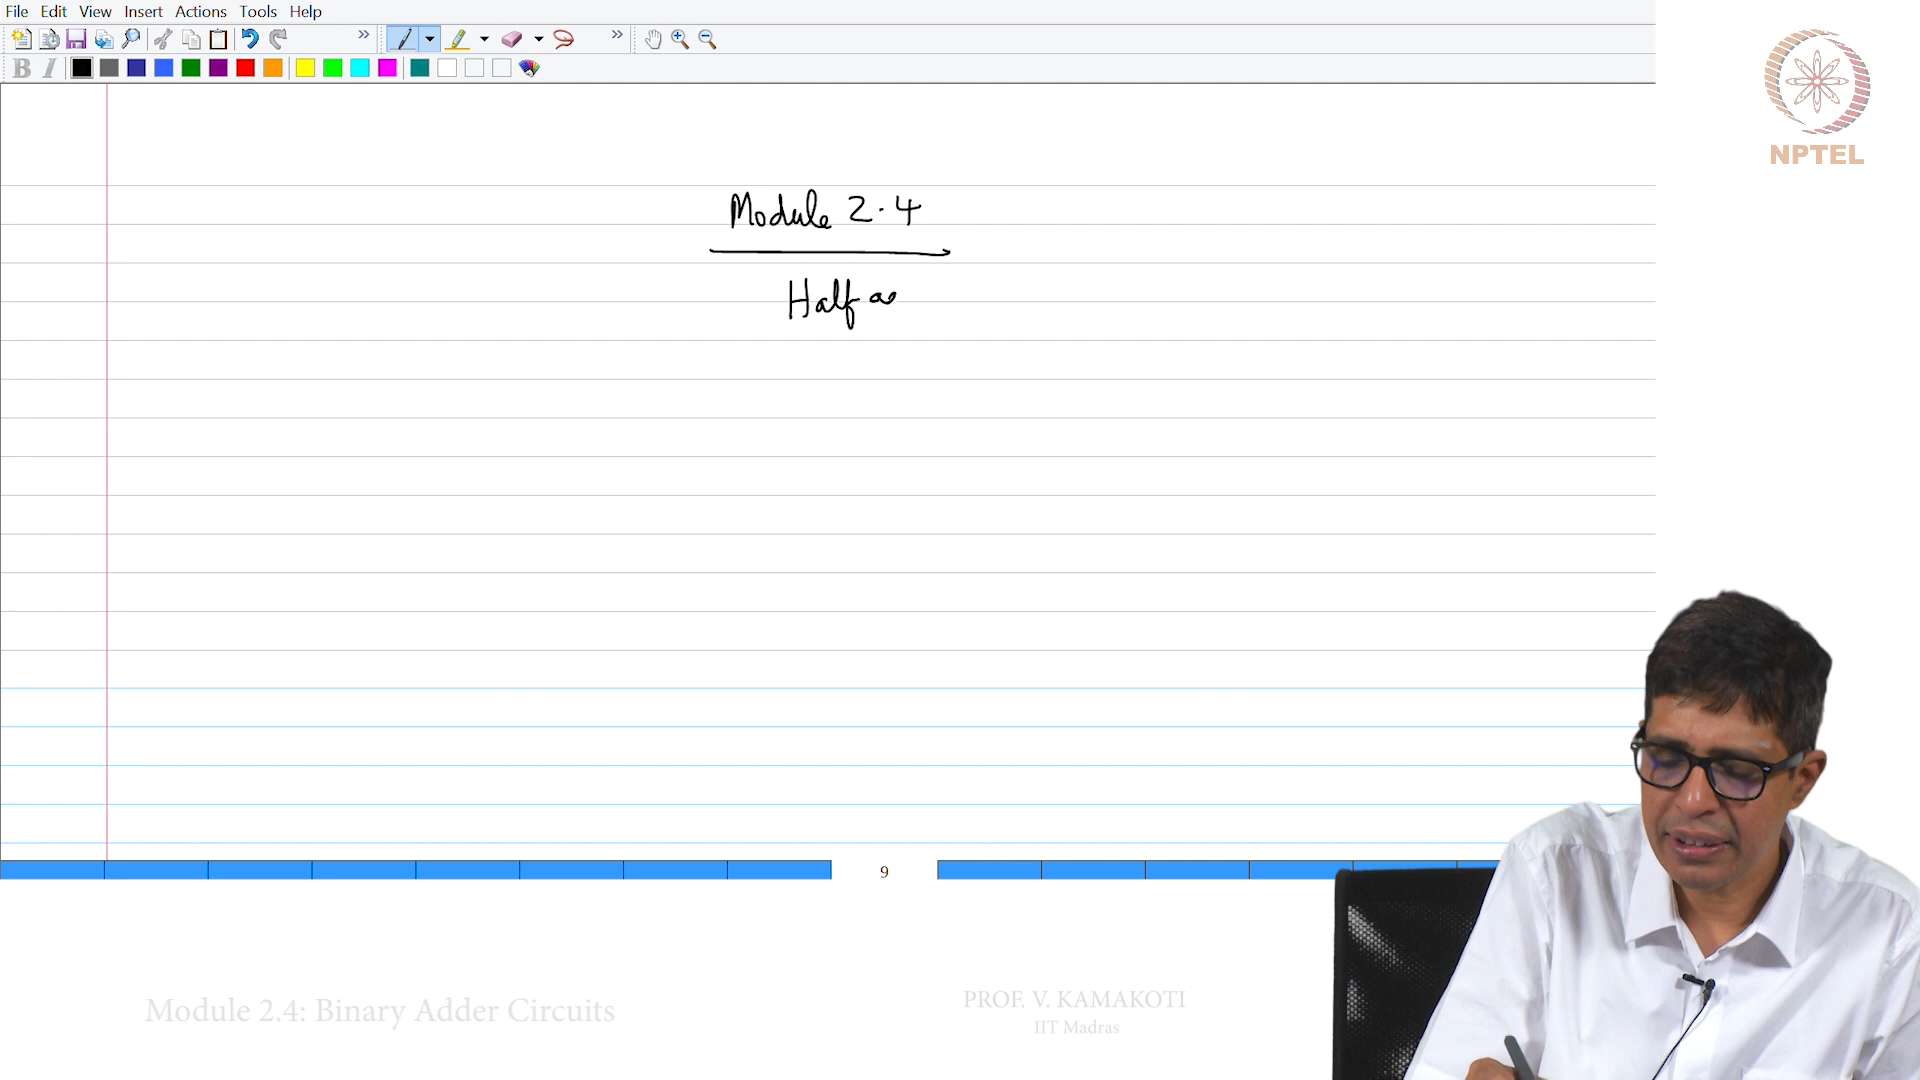 File Edit View Insert Actions Tools Help
B I
NPTEL
Module 2.4
Half a
9
Module 2.4: Binary Adder Circuits
PROF. V. KAMAKOTI
IIT Madras